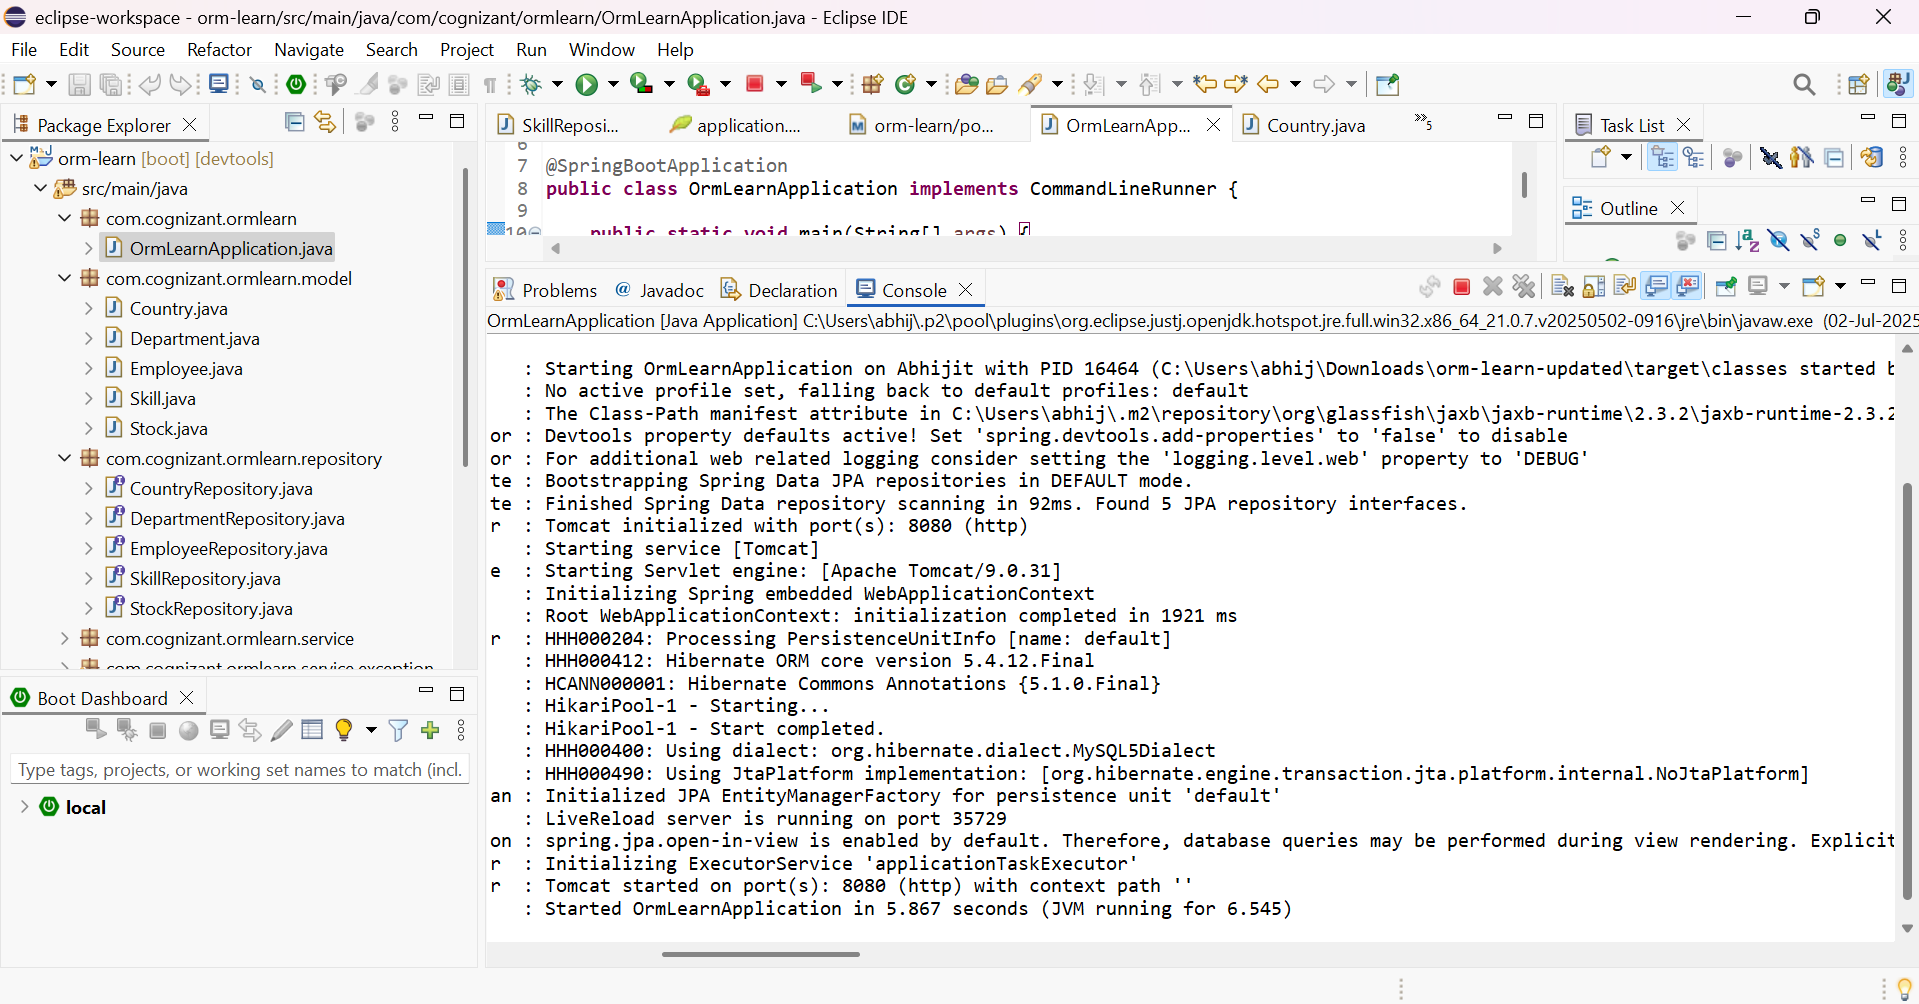 eclipse-workspace - orm-learn/src/main/java/com/cognizant/ormlearn/OrmLearnApplication.java - Eclipse IDE
File Edit Source Refactor Navigate Search Project Run Window Help
Package Explorer
orm-learn [boot] [devtools]
src/main/java
com.cognizant.ormlearn
OrmLearnApplication.java
com.cognizant.ormlearn.model
Country.java
Department.java
Employee.java
Skill.java
Stock.java
com.cognizant.ormlearn.repository
CountryRepository.java
DepartmentRepository.java
EmployeeRepository.java
SkillRepository.java
StockRepository.java
com.cognizant.ormlearn.service
com.cognizant.ormlearn.service.exception
Boot Dashboard
Type tags, projects, or working set names to match (incl.
local
SkillReposi... application.... orm-learn/po... OrmLearnApp... Country.java »5
6
7 @SpringBootApplication
8 public class OrmLearnApplication implements CommandLineRunner {
9
10 public static void main(String[] args) {
Task List
Outline
Problems @ Javadoc Declaration Console
OrmLearnApplication [Java Application] C:\Users\abhij\.p2\pool\plugins\org.eclipse.justj.openjdk.hotspot.jre.full.win32.x86_64_21.0.7.v20250502-0916\jre\bin\javaw.exe (02-Jul-2025
: Starting OrmLearnApplication on Abhijit with PID 16464 (C:\Users\abhij\Downloads\orm-learn-updated\target\classes started b
: No active profile set, falling back to default profiles: default
: The Class-Path manifest attribute in C:\Users\abhij\.m2\repository\org\glassfish\jaxb\jaxb-runtime\2.3.2\jaxb-runtime-2.3.2
or : Devtools property defaults active! Set 'spring.devtools.add-properties' to 'false' to disable
or : For additional web related logging consider setting the 'logging.level.web' property to 'DEBUG'
te : Bootstrapping Spring Data JPA repositories in DEFAULT mode.
te : Finished Spring Data repository scanning in 92ms. Found 5 JPA repository interfaces.
r : Tomcat initialized with port(s): 8080 (http)
: Starting service [Tomcat]
e : Starting Servlet engine: [Apache Tomcat/9.0.31]
: Initializing Spring embedded WebApplicationContext
: Root WebApplicationContext: initialization completed in 1921 ms
r : HHH000204: Processing PersistenceUnitInfo [name: default]
: HHH000412: Hibernate ORM core version 5.4.12.Final
: HCANN000001: Hibernate Commons Annotations {5.1.0.Final}
: HikariPool-1 - Starting...
: HikariPool-1 - Start completed.
: HHH000400: Using dialect: org.hibernate.dialect.MySQL5Dialect
: HHH000490: Using JtaPlatform implementation: [org.hibernate.engine.transaction.jta.platform.internal.NoJtaPlatform]
an : Initialized JPA EntityManagerFactory for persistence unit 'default'
: LiveReload server is running on port 35729
on : spring.jpa.open-in-view is enabled by default. Therefore, database queries may be performed during view rendering. Explicit
r : Initializing ExecutorService 'applicationTaskExecutor'
r : Tomcat started on port(s): 8080 (http) with context path ''
: Started OrmLearnApplication in 5.867 seconds (JVM running for 6.545)